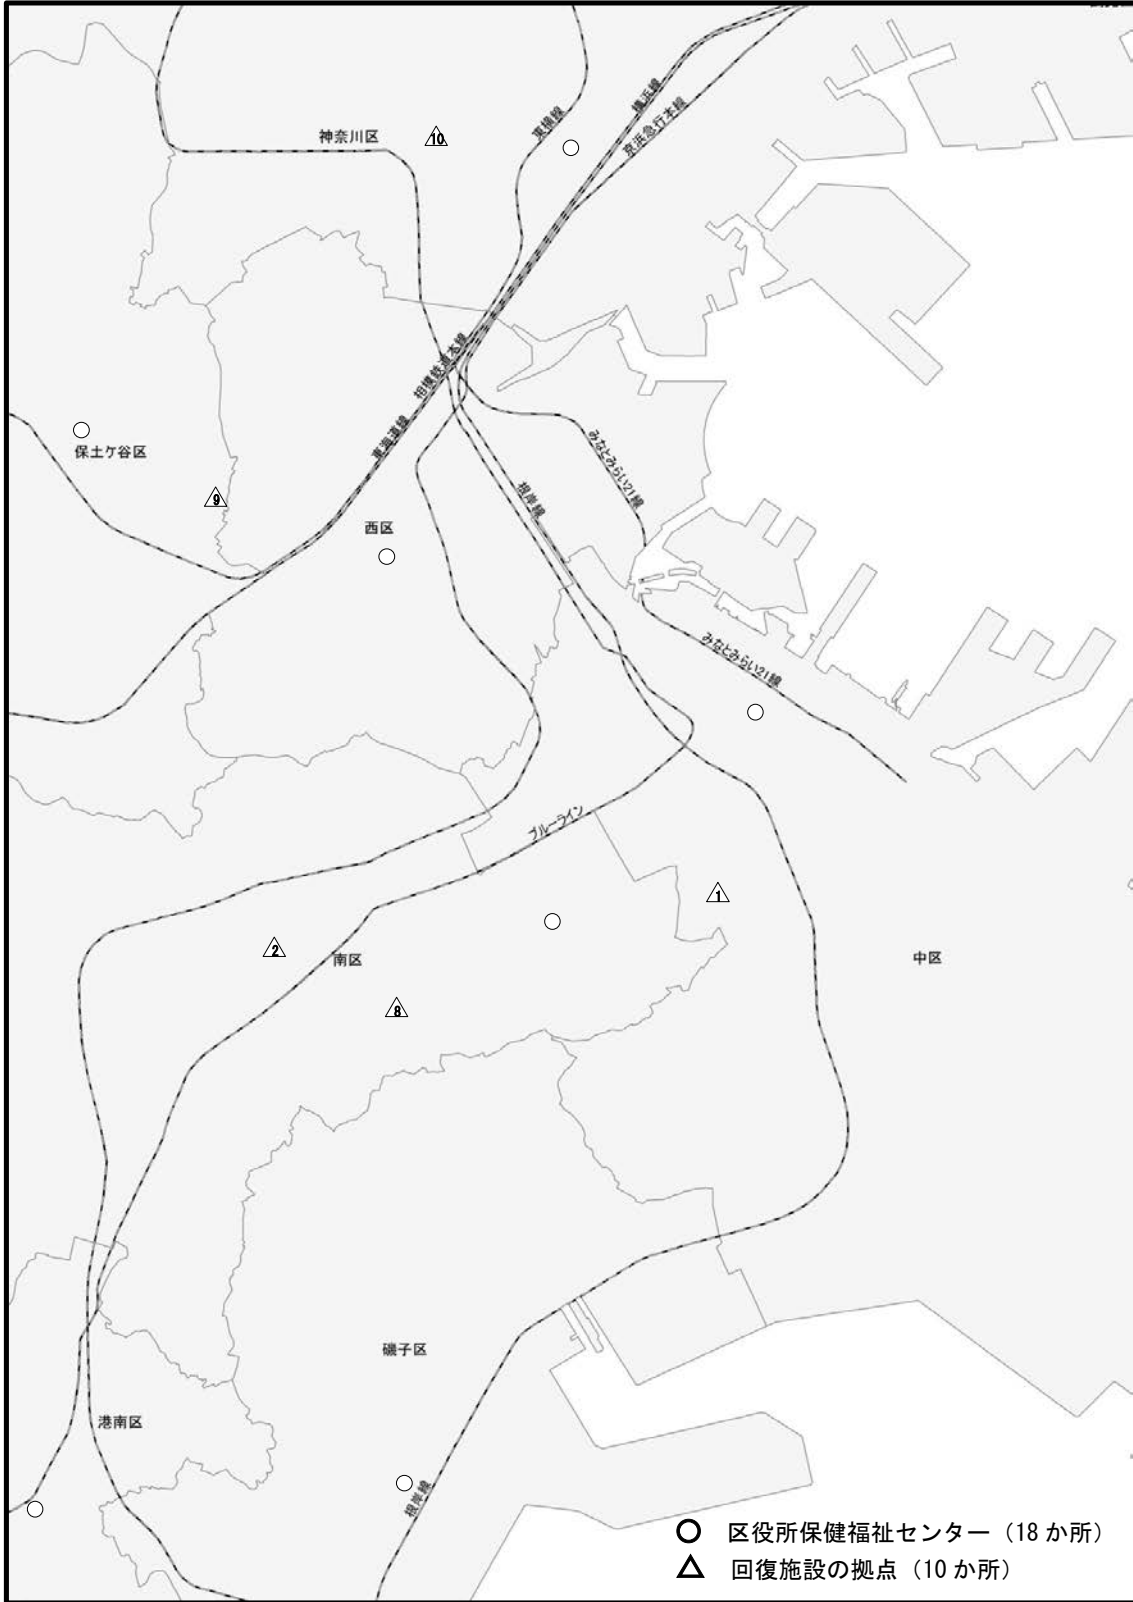 神奈川区
10
東横線
横浜線
京浜急行本線
相模鉄道本線
東海道線
保土ケ谷区
9
西区
根岸線
みなとみらい21線
みなとみらい21線
ブルーライン
1
2
南区
8
中区
磯子区
港南区
根岸線
○ 区役所保健福祉センター（18 か所）
△ 回復施設の拠点（10 か所）